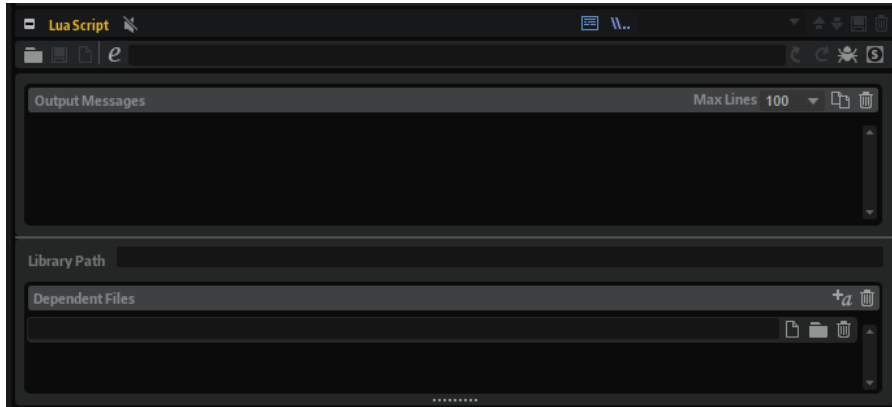 Lua Script
\\..
e
S
Output Messages
Max Lines 100
Library Path
Dependent Files
+a